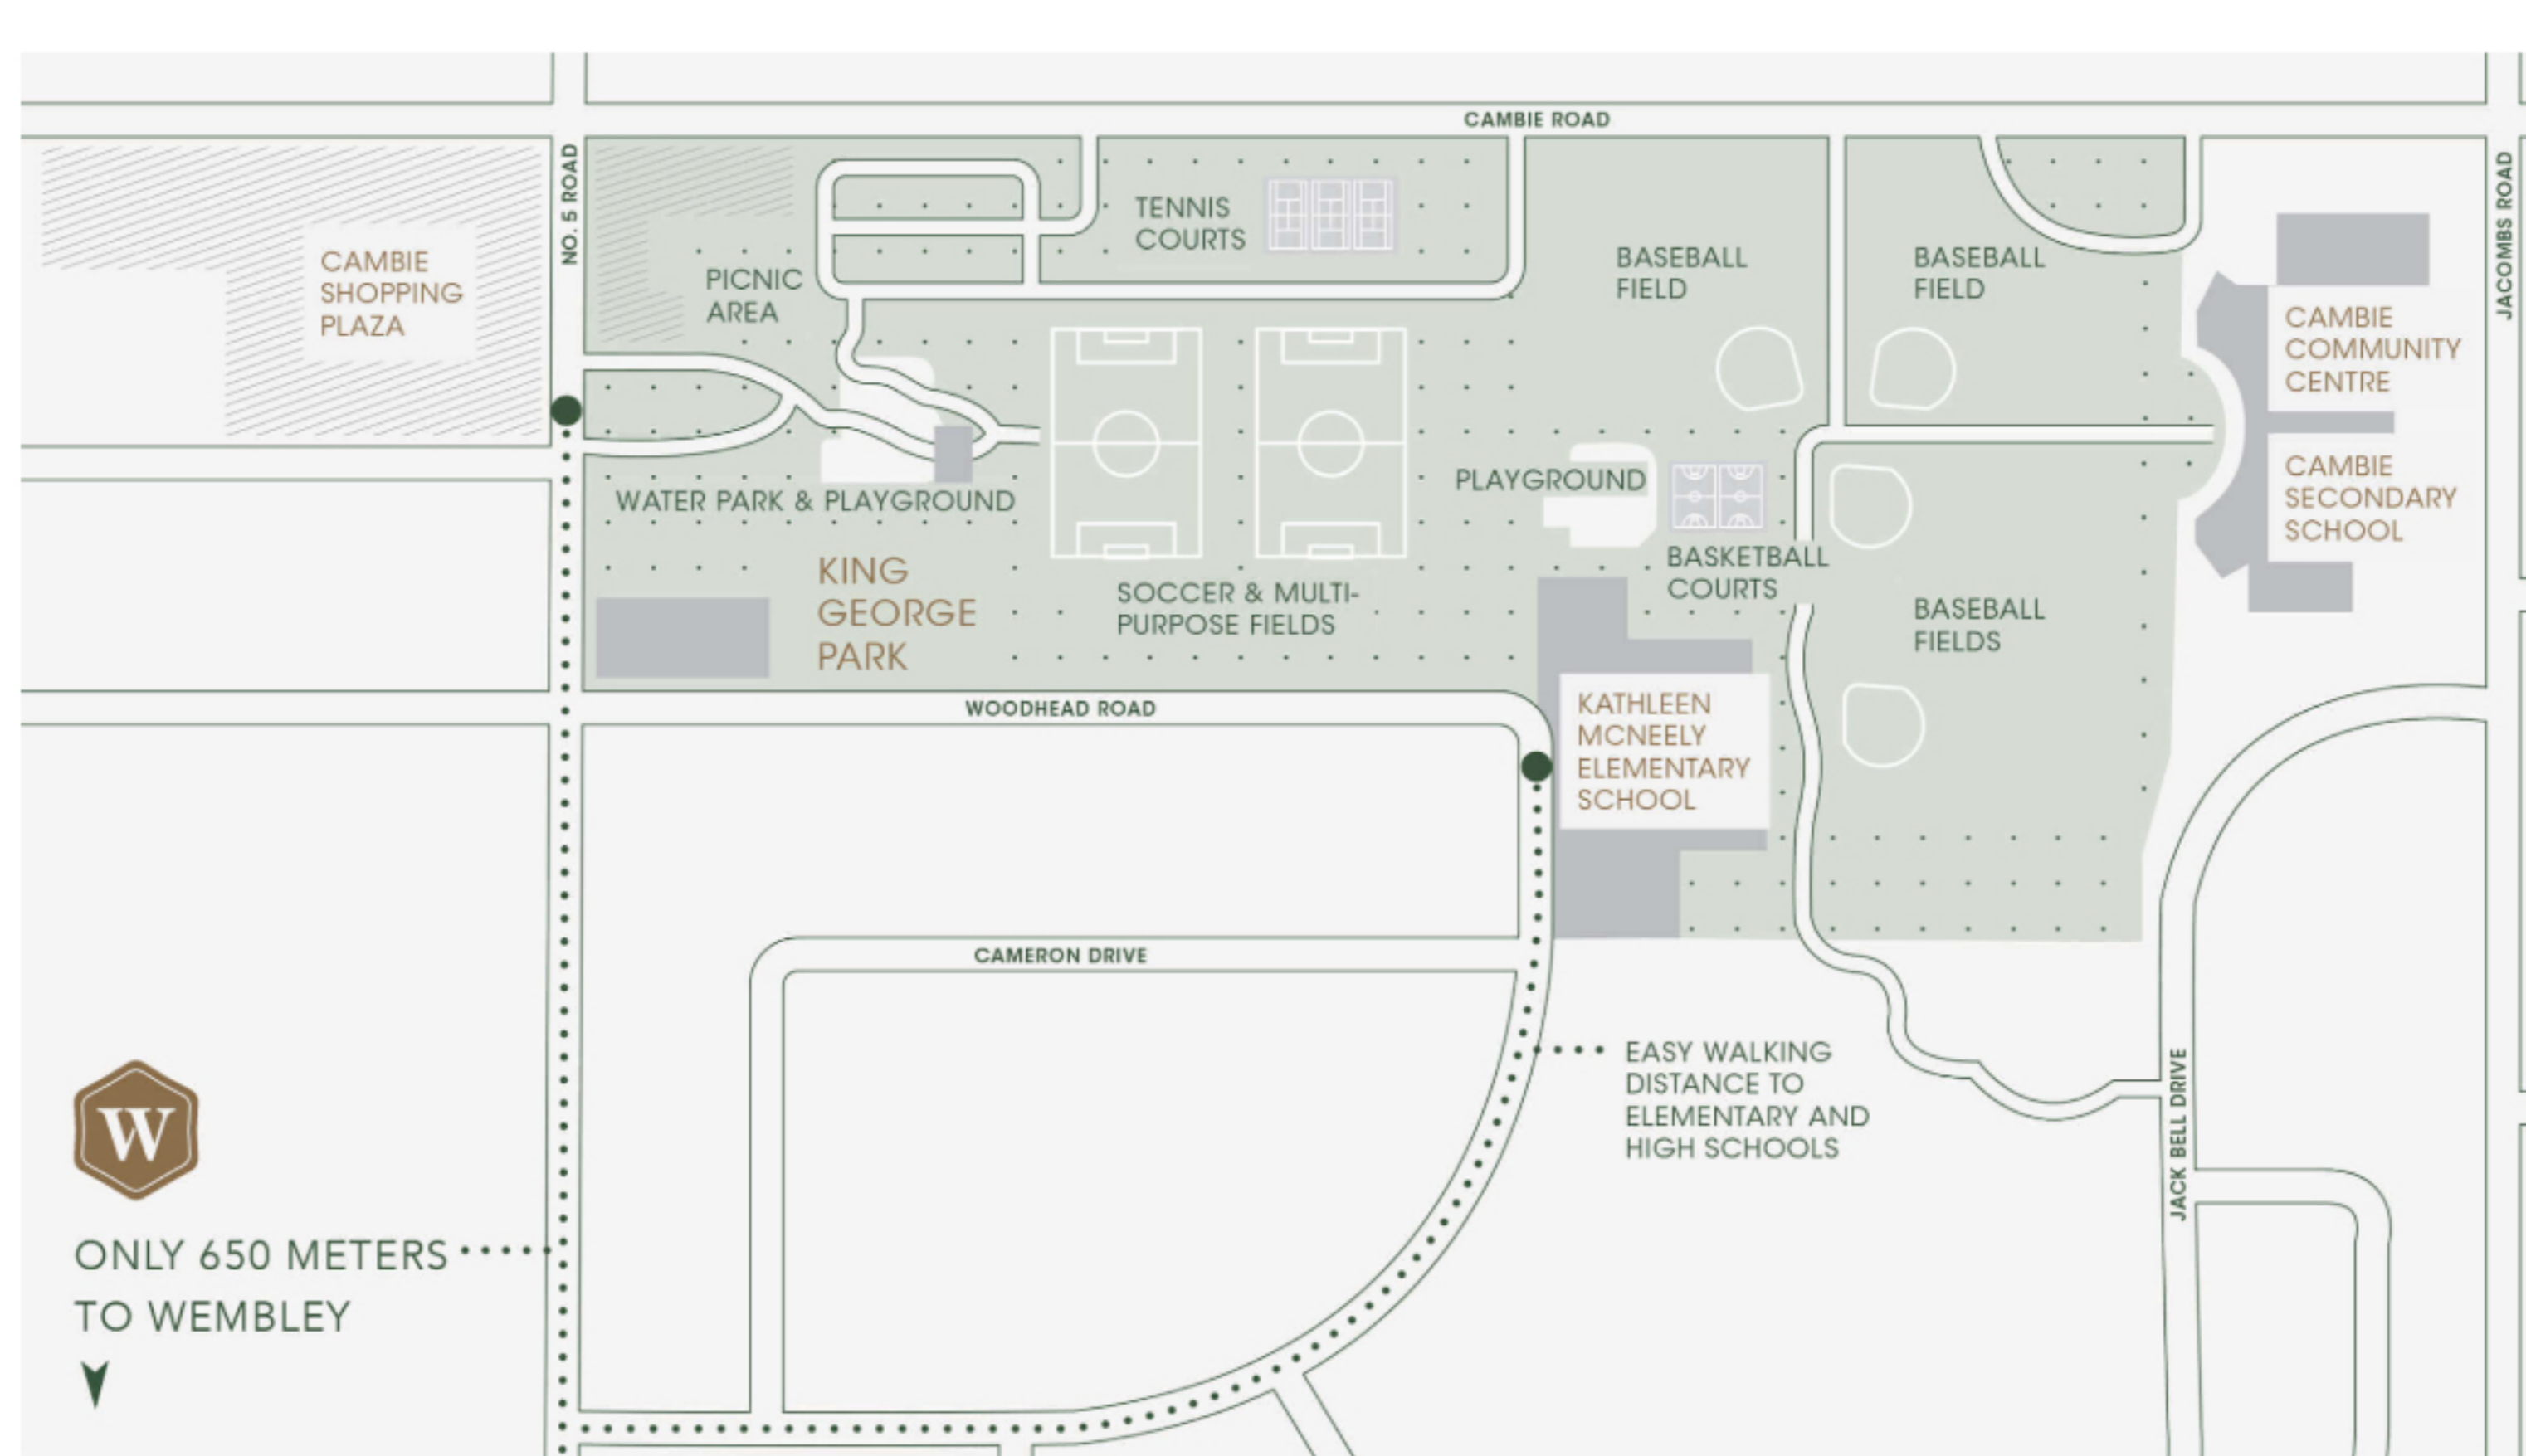 CAMBIE ROAD
NO. 5 ROAD
JACOMBS ROAD
TENNIS
COURTS
CAMBIE
SHOPPING
PLAZA
PICNIC
AREA
BASEBALL
FIELD
BASEBALL
FIELD
CAMBIE
COMMUNITY
CENTRE
WATER PARK & PLAYGROUND
PLAYGROUND
CAMBIE
SECONDARY
SCHOOL
KING
GEORGE
PARK
SOCCER & MULTI-
PURPOSE FIELDS
BASKETBALL
COURTS
BASEBALL
FIELDS
WOODHEAD ROAD
KATHLEEN
MCNEELY
ELEMENTARY
SCHOOL
CAMERON DRIVE
EASY WALKING
DISTANCE TO
ELEMENTARY AND
HIGH SCHOOLS
JACK BELL DRIVE
W
ONLY 650 METERS
TO WEMBLEY